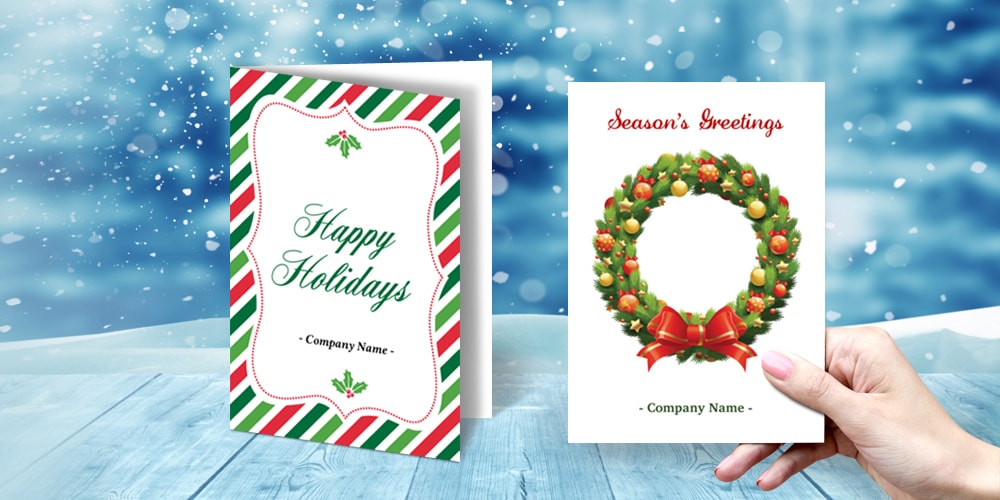 Happy
Holidays
- Company Name -
Season's Greetings
- Company Name -